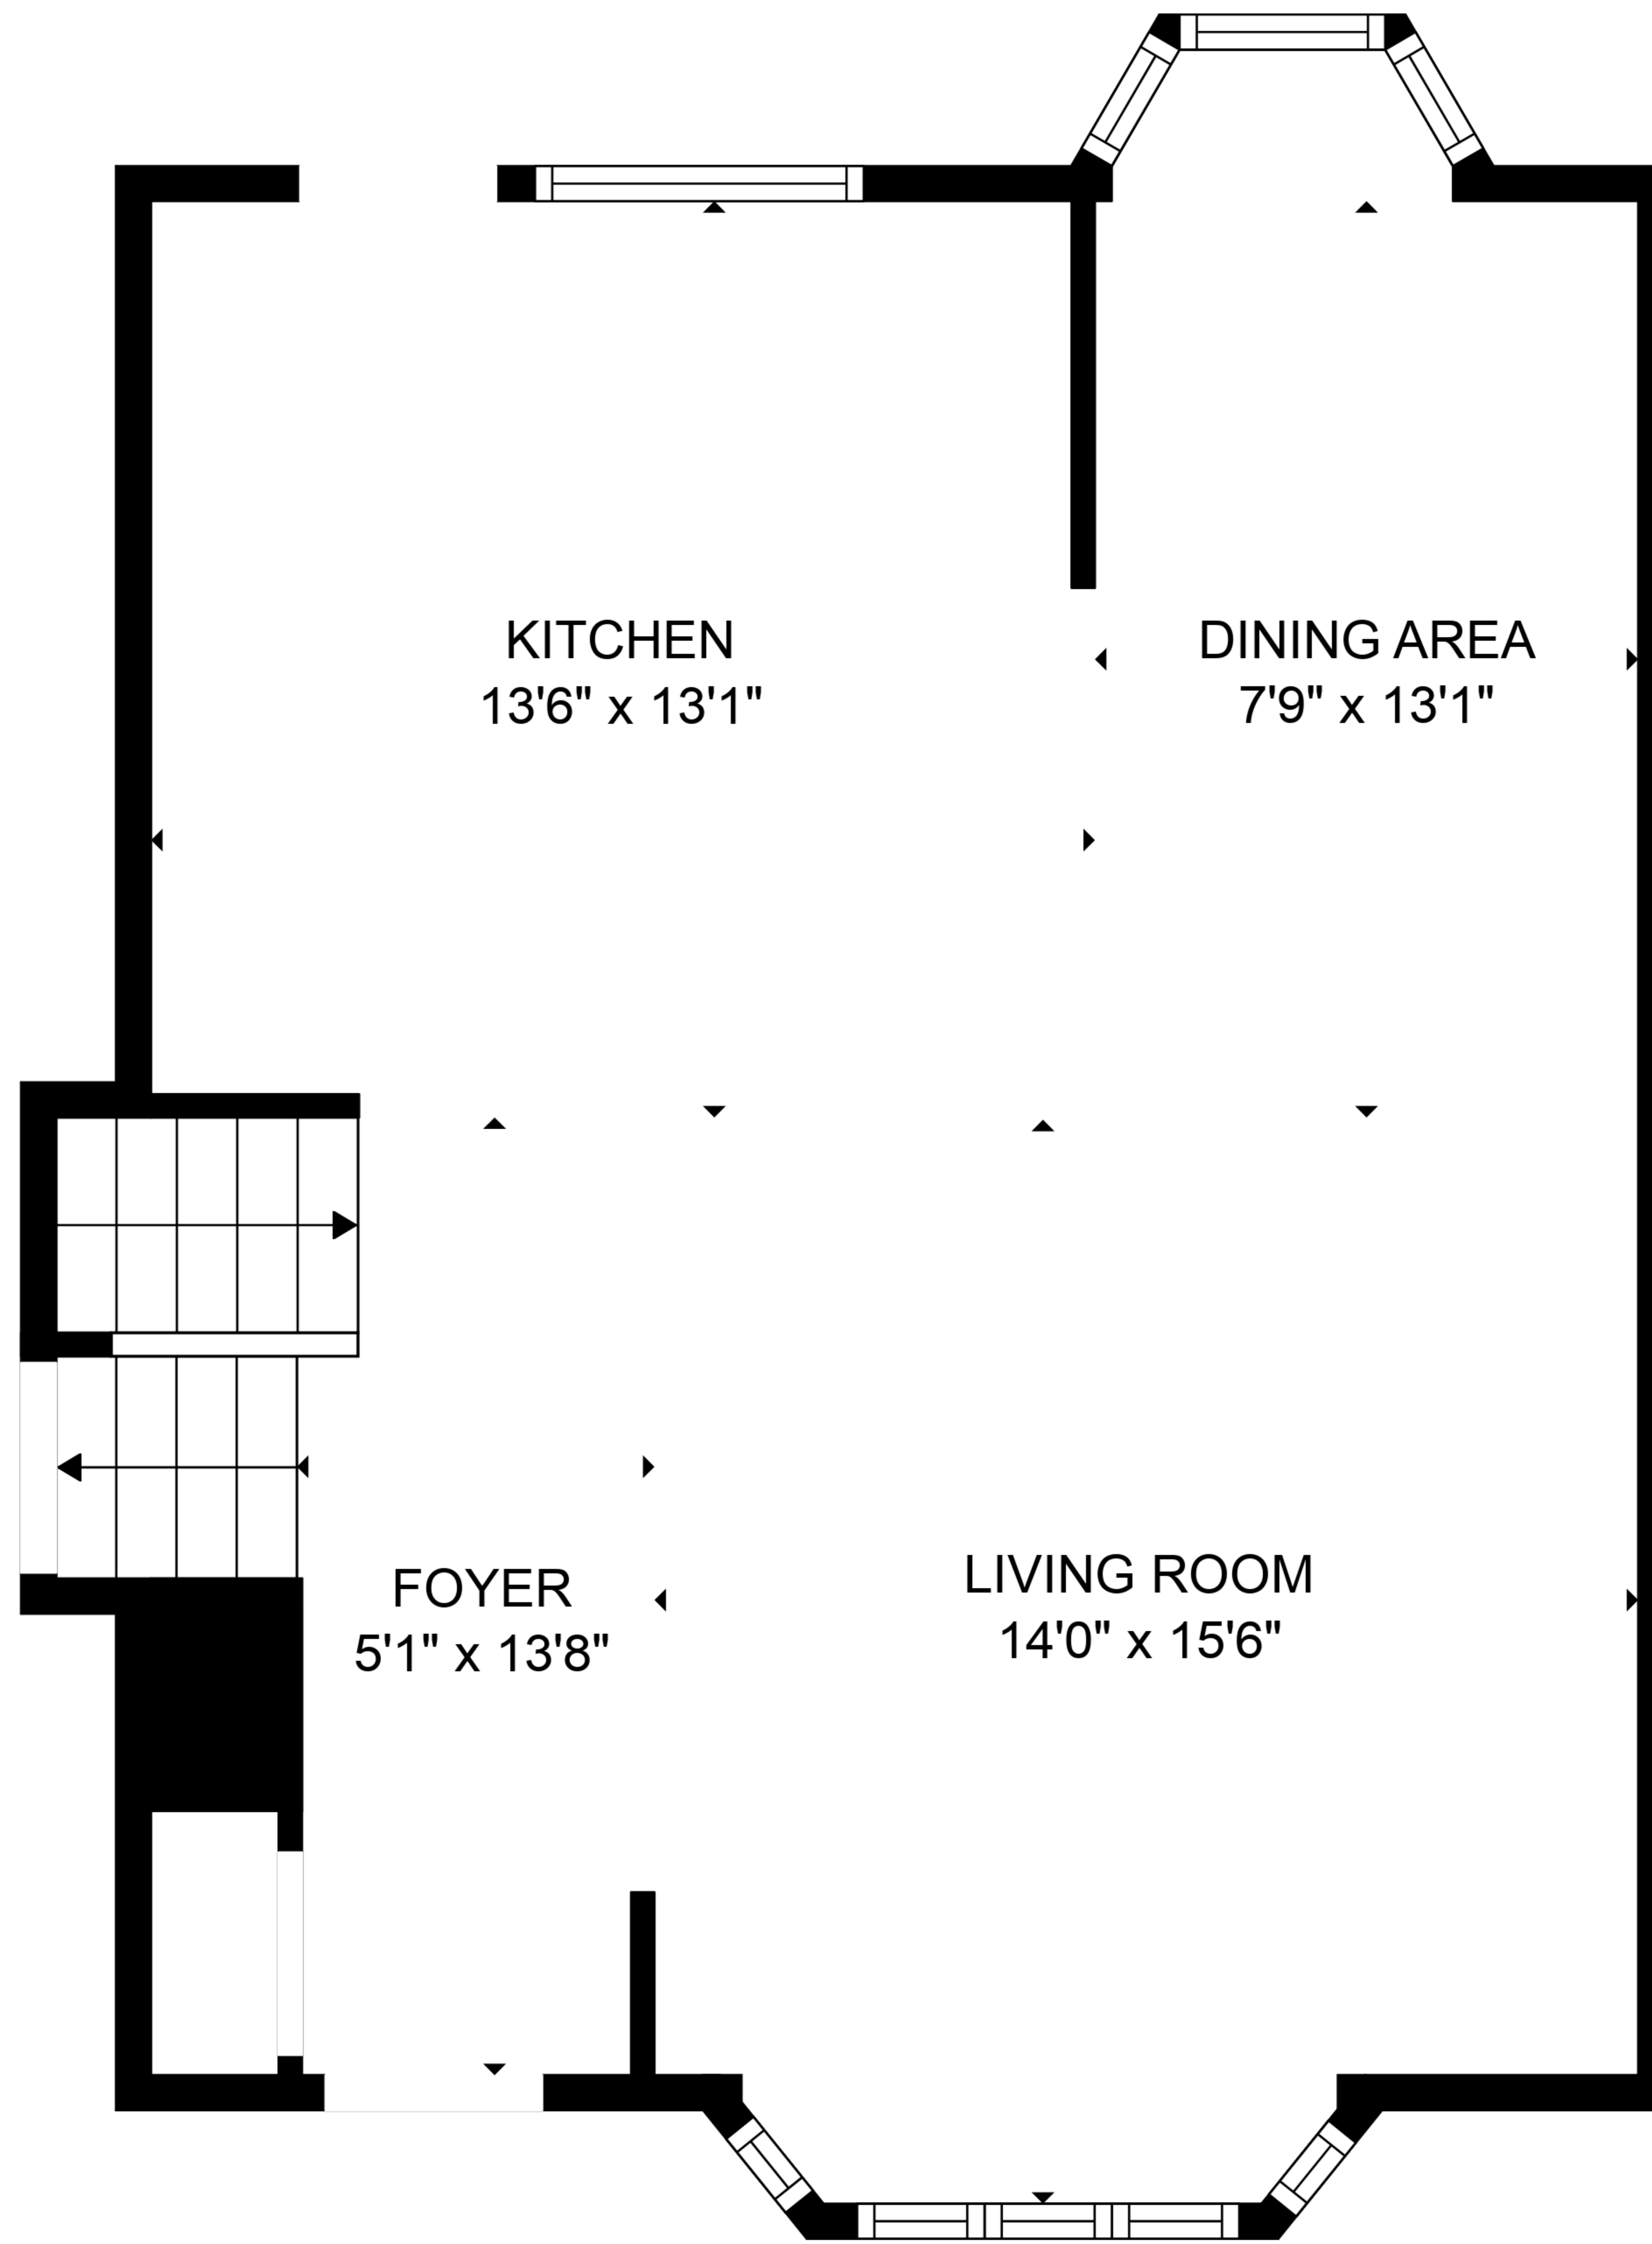 KITCHEN
13'6" x 13'1"
DINING AREA
7'9" x 13'1"
FOYER
5'1" x 13'8"
LIVING ROOM
14'0" x 15'6"